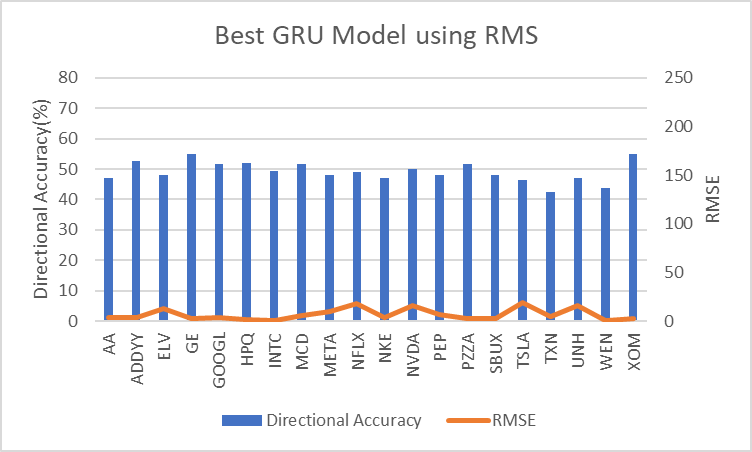 Best GRU Model using RMS
Directional Accuracy(%)
80
70
60
50
40
30
20
10
0
250
200
150
100
50
0
RMSE
AA
ADDYY
ELV
GE
GOOGL
HPQ
INTC
MCD
META
NFLX
NKE
NVDA
PEP
PZZA
SBUX
TSLA
TXN
UNH
WEN
XOM
Directional Accuracy
RMSE